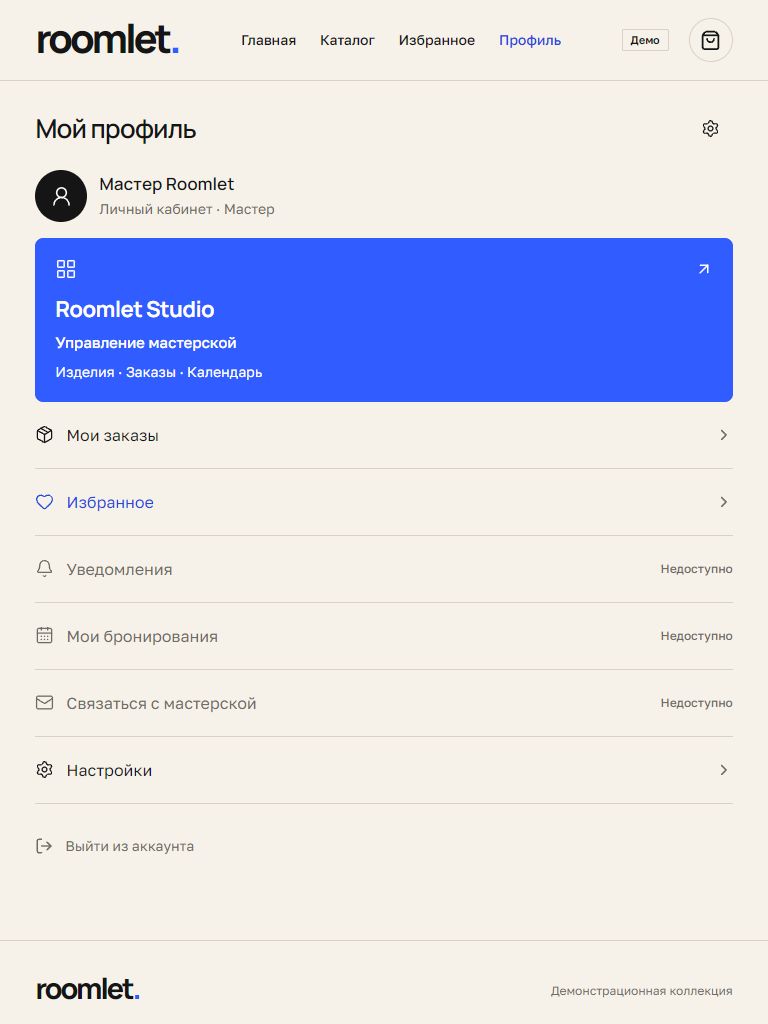 roomlet.
Главная Каталог Избранное Профиль Демо
Мой профиль
Мастер Roomlet
Личный кабинет · Мастер
Roomlet Studio
Управление мастерской
Изделия · Заказы · Календарь
Мои заказы
Избранное
Уведомления Недоступно
Мои бронирования Недоступно
Связаться с мастерской Недоступно
Настройки
Выйти из аккаунта
roomlet. Демонстрационная коллекция